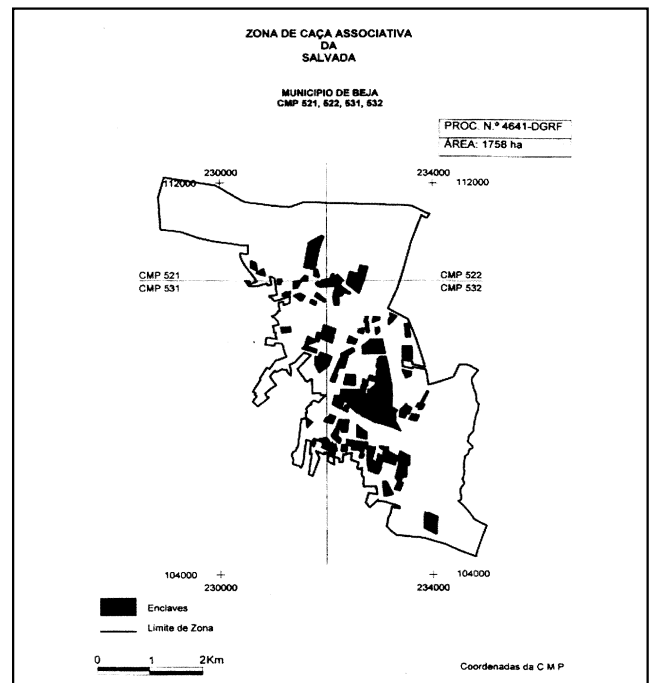 ZONA DE CAÇA ASSOCIATIVA
DA
SALVADA
MUNICIPIO DE BEJA
CMP 521, 522, 531, 532
PROC. N.º 4641-DGRF
ÁREA: 1758 ha
230000
234000
112000
112000
CMP 521
CMP 522
CMP 531
CMP 532
104000
104000
230000
234000
Enclaves
Limite de Zona
0 1 2Km
Coordenadas da C M P